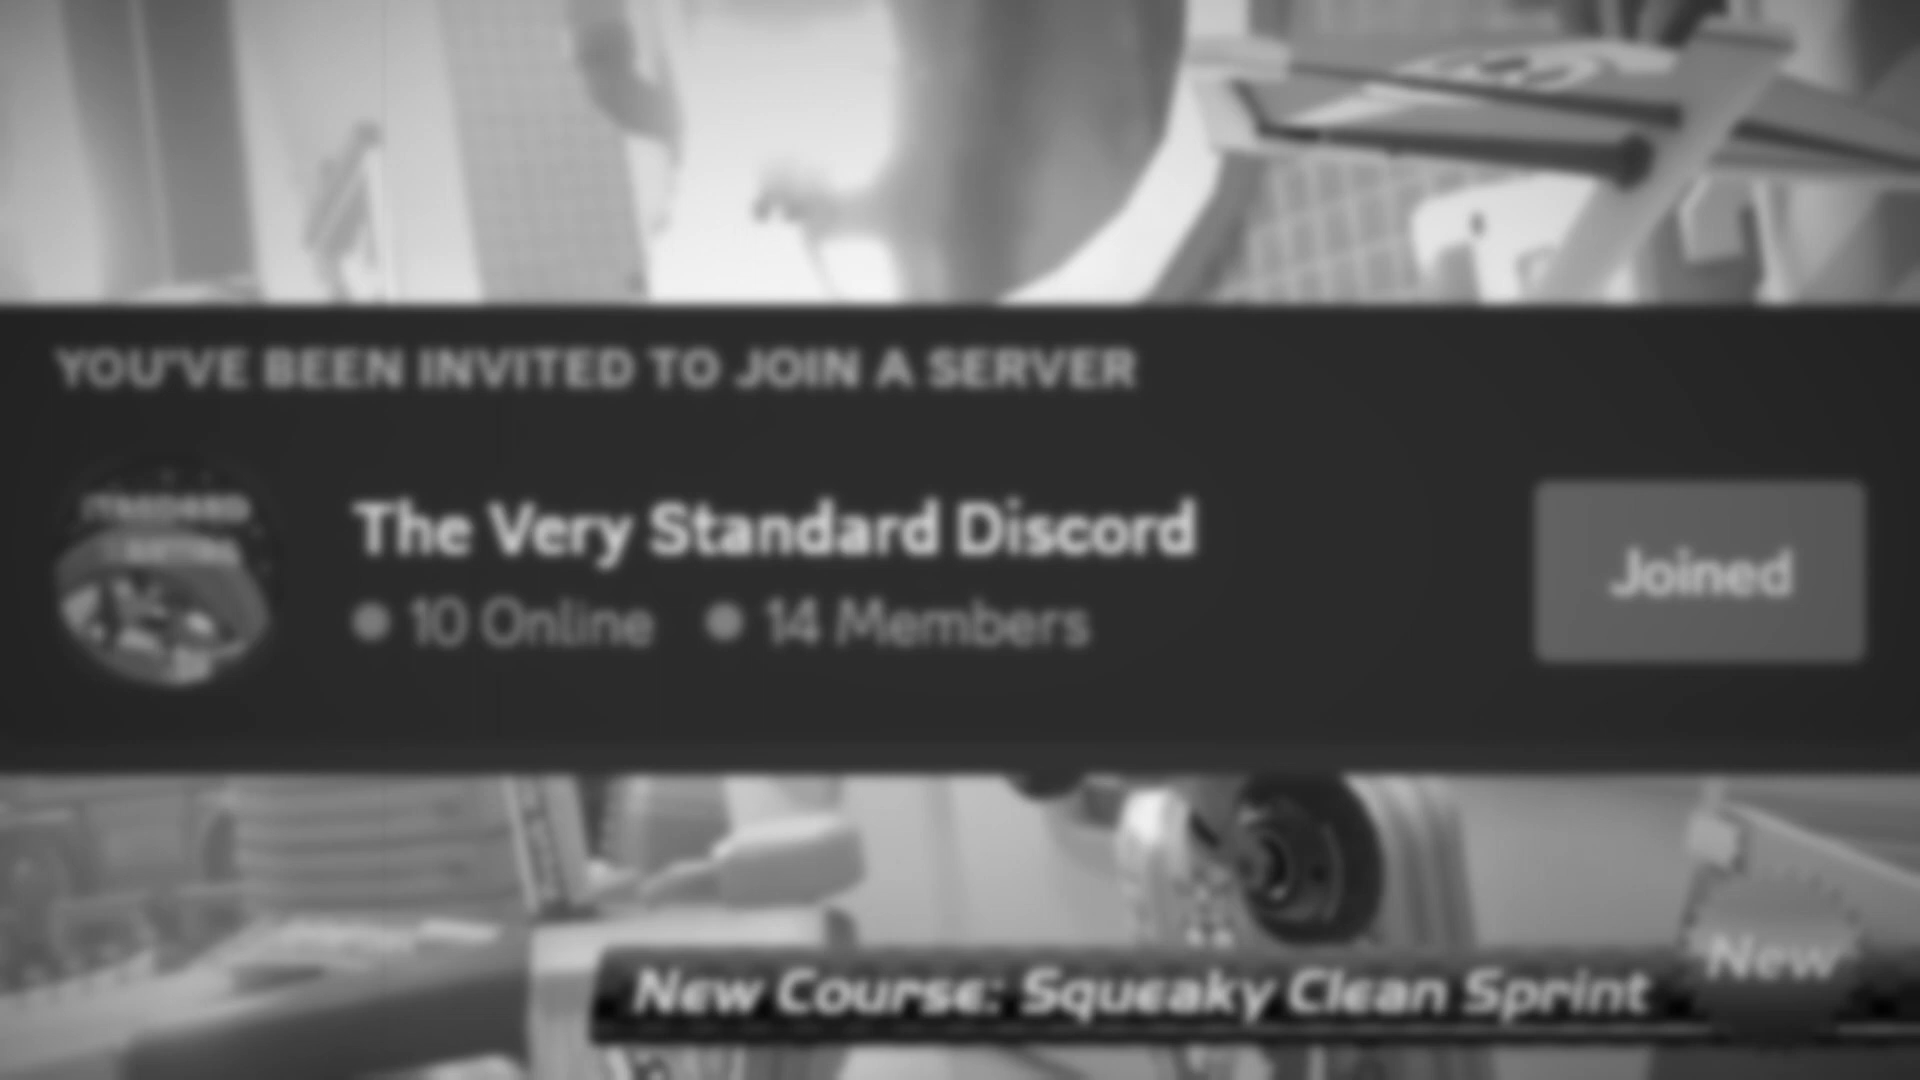 YOU'VE BEEN INVITED TO JOIN A SERVER
The Very Standard Discord
10 Online 14 Members
Joined
New
New Course: Squeaky Clean Sprint